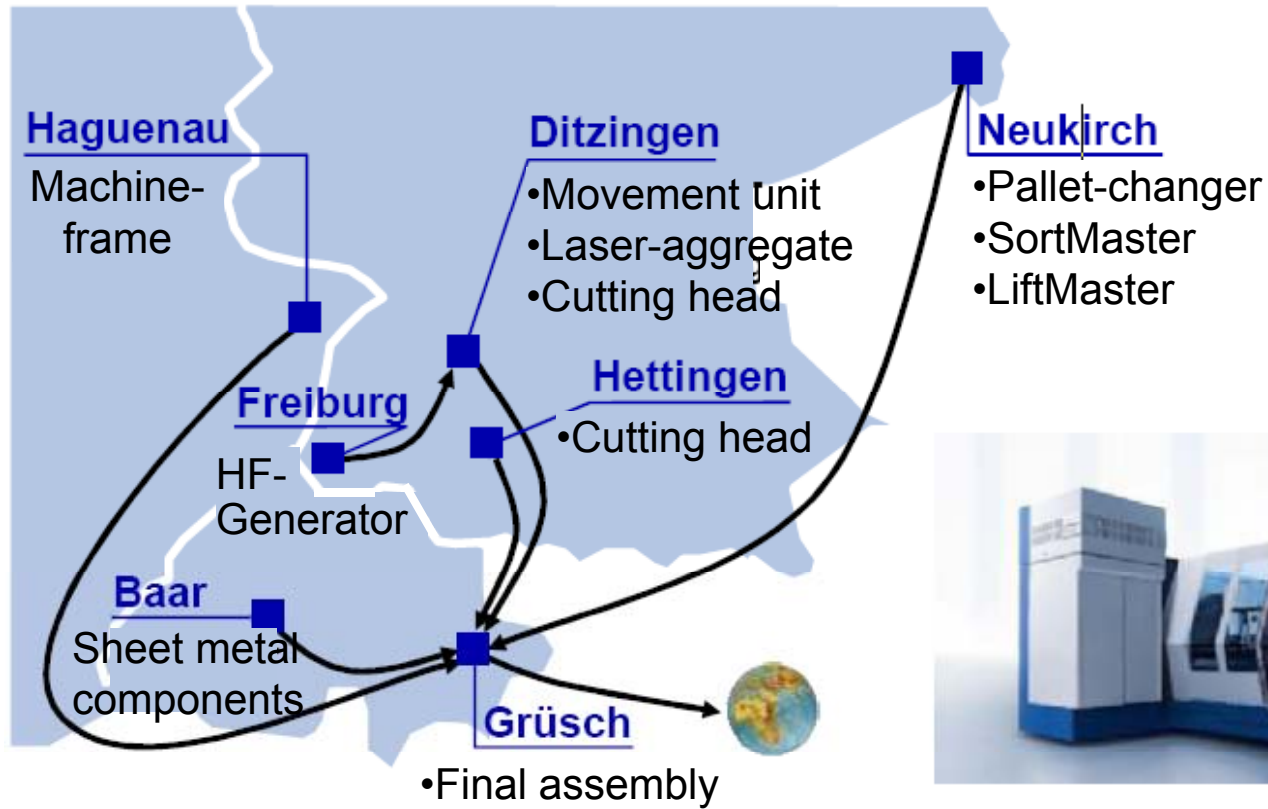 Haguenau
Machine-
frame
Ditzingen
•Movement unit
•Laser-aggregate
•Cutting head
Neukirch
•Pallet-changer
•SortMaster
•LiftMaster
Freiburg
HF-
Generator
Hettingen
•Cutting head
Baar
Sheet metal
components
Grüsch
•Final assembly